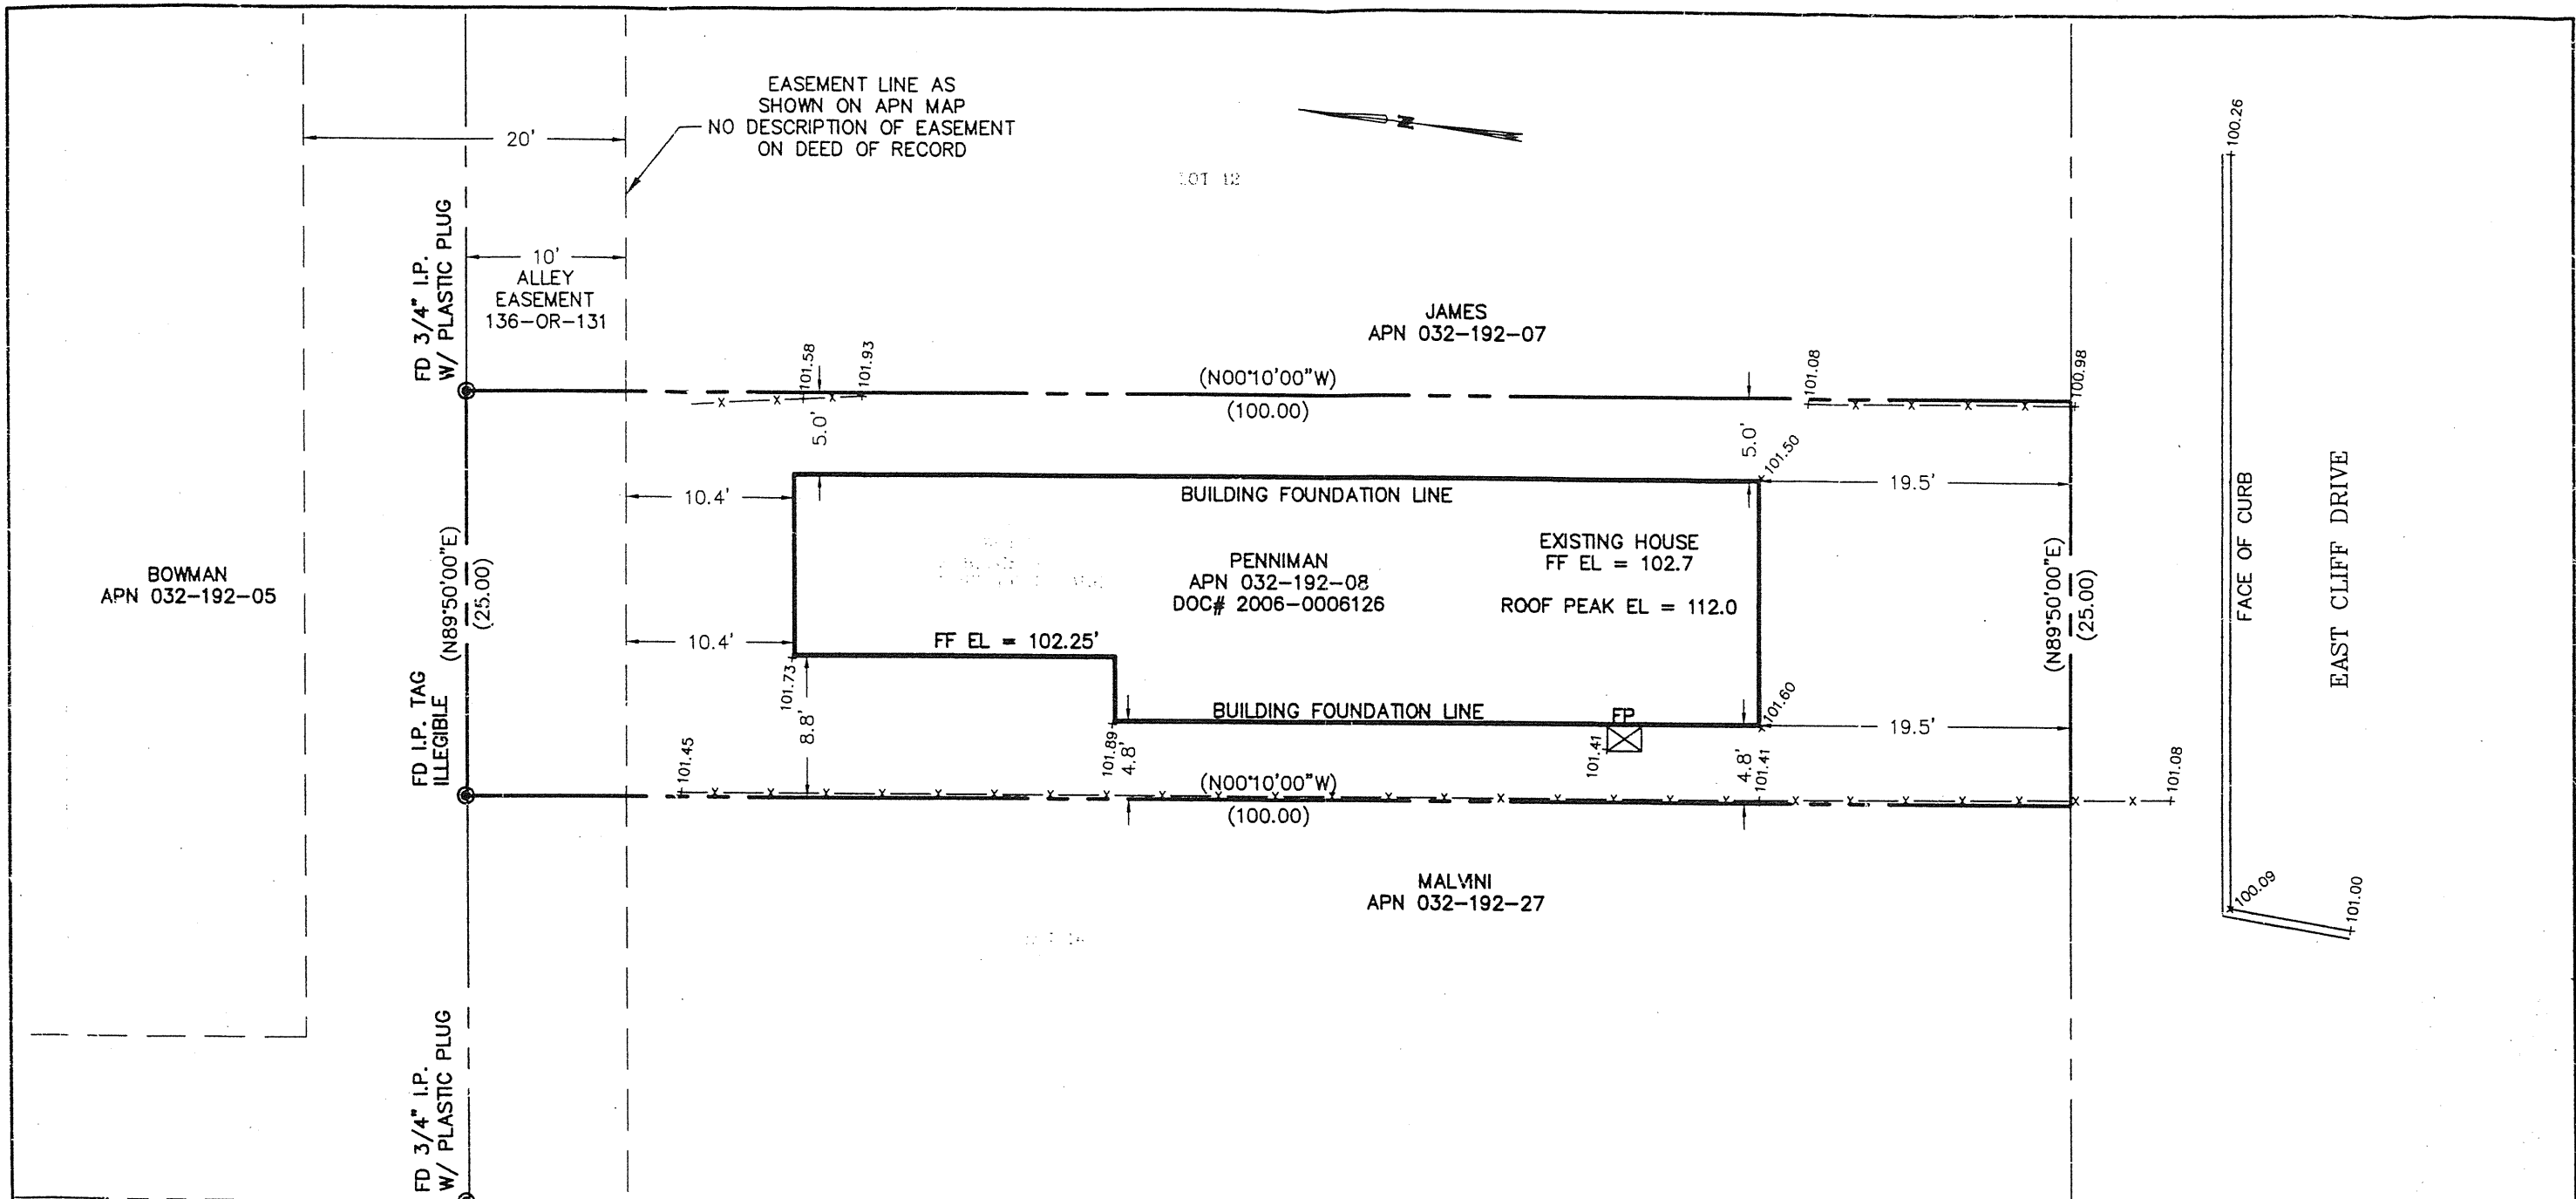 EASEMENT LINE AS
SHOWN ON APN MAP
NO DESCRIPTION OF EASEMENT
ON DEED OF RECORD
20'
N
100.26
LOT
FD 3/4" I.P.
W/ PLASTIC PLUG
10'
ALLEY
EASEMENT
136-OR-131
JAMES
APN 032-192-07
101.58
101.93
(N00°10'00"W)
(100.00)
101.08
100.98
5.0'
5.0'
101.50
10.4'
BUILDING FOUNDATION LINE
19.5'
FACE OF CURB
EAST CLIFF DRIVE
BOWMAN
APN 032-192-05
(N89°50'00"E)
(25.00)
PENNIMAN
APN 032-192-08
DOC# 2006-0006126
EXISTING HOUSE
FF EL = 102.7
ROOF PEAK EL = 112.0
(N89°50'00"E)
(25.00)
10.4'
FF EL = 102.25'
101.73
8.8'
FD I.P. TAG
ILLEGIBLE
101.45
101.89
4.8'
BUILDING FOUNDATION LINE
FP
101.41
101.60
19.5'
4.8'
101.41
101.08
(N00°10'00"W)
(100.00)
MALVINI
APN 032-192-27
100.09
101.00
FD 3/4" I.P.
W/ PLASTIC PLUG